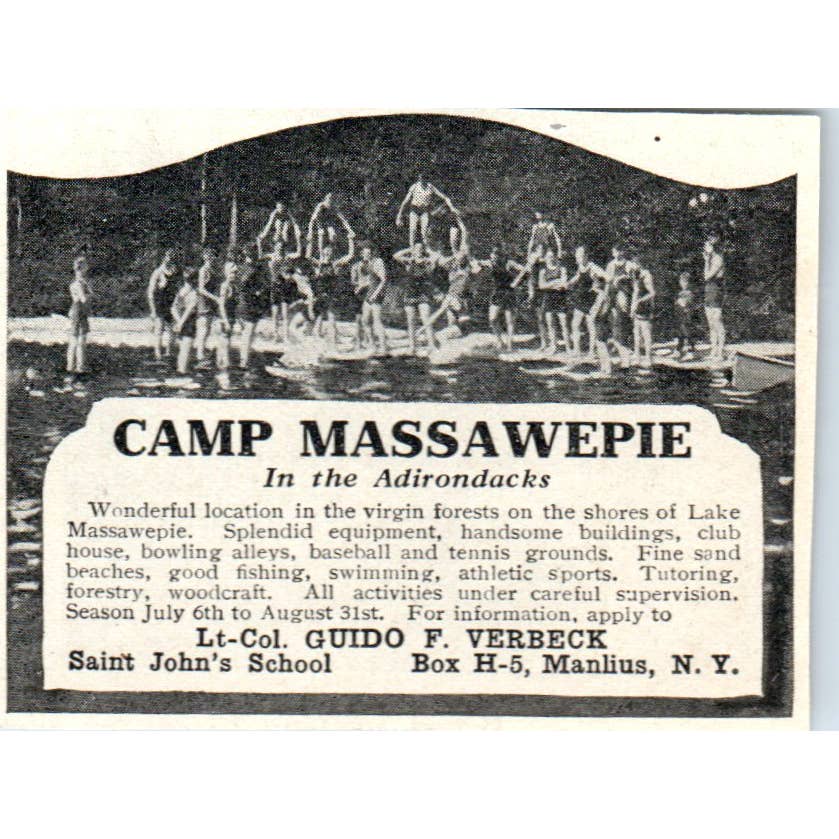 CAMP MASSAWEPIE
In the Adirondacks
Wonderful location in the virgin forests on the shores of Lake
Massawepie. Splendid equipment, handsome buildings, club
house, bowling alleys, baseball and tennis grounds. Fine sand
beaches, good fishing, swimming, athletic sports. Tutoring,
forestry, woodcraft. All activities under careful supervision.
Season July 6th to August 31st. For information, apply to
Lt-Col. GUIDO F. VERBECK
Saint John's School Box H-5, Manlius, N. Y.